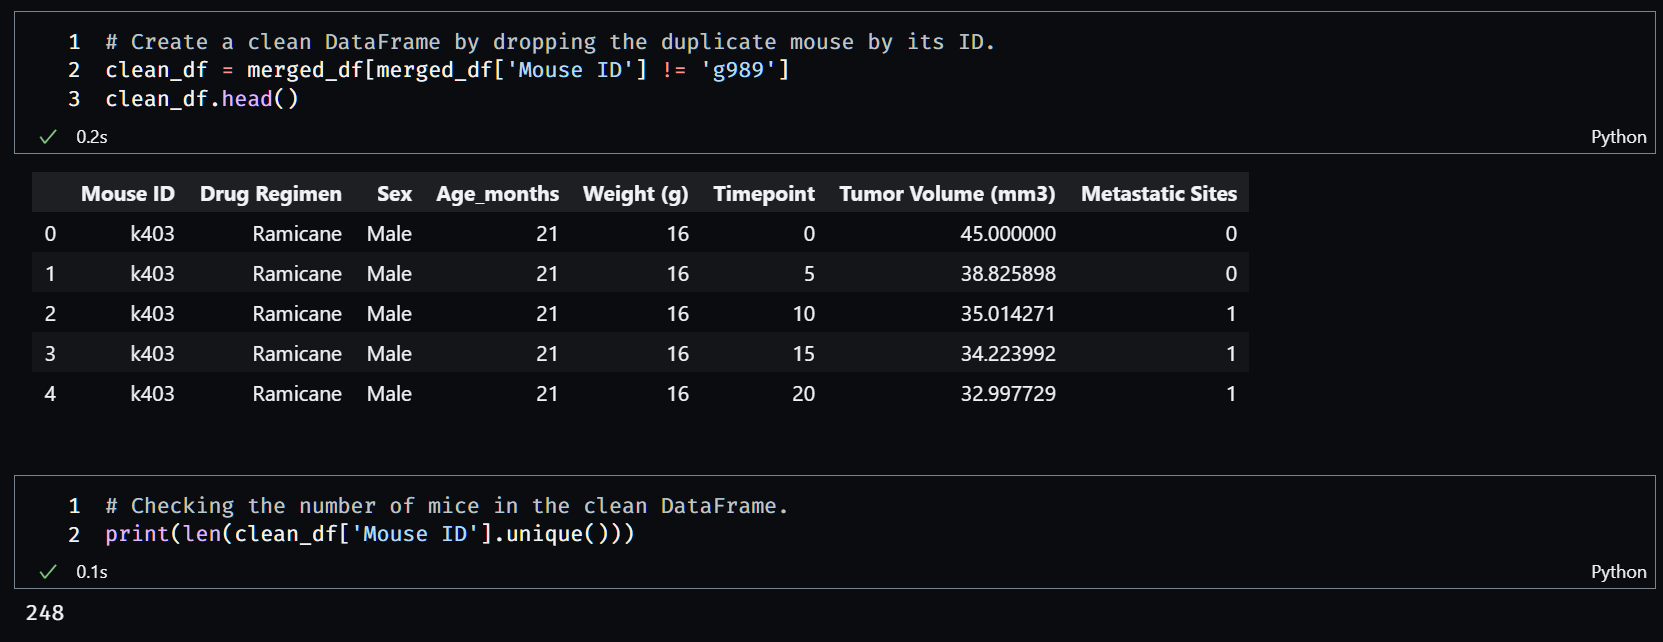 1 # Create a clean DataFrame by dropping the duplicate mouse by its ID.
2 clean_df = merged_df[merged_df['Mouse ID'] != 'g989']
3 clean_df.head()
0.2s Python
Mouse ID Drug Regimen Sex Age_months Weight (g) Timepoint Tumor Volume (mm3) Metastatic Sites
0 k403 Ramicane Male 21 16 0 45.000000 0
1 k403 Ramicane Male 21 16 5 38.825898 0
2 k403 Ramicane Male 21 16 10 35.014271 1
3 k403 Ramicane Male 21 16 15 34.223992 1
4 k403 Ramicane Male 21 16 20 32.997729 1
1 # Checking the number of mice in the clean DataFrame.
2 print(len(clean_df['Mouse ID'].unique()))
0.1s Python
248